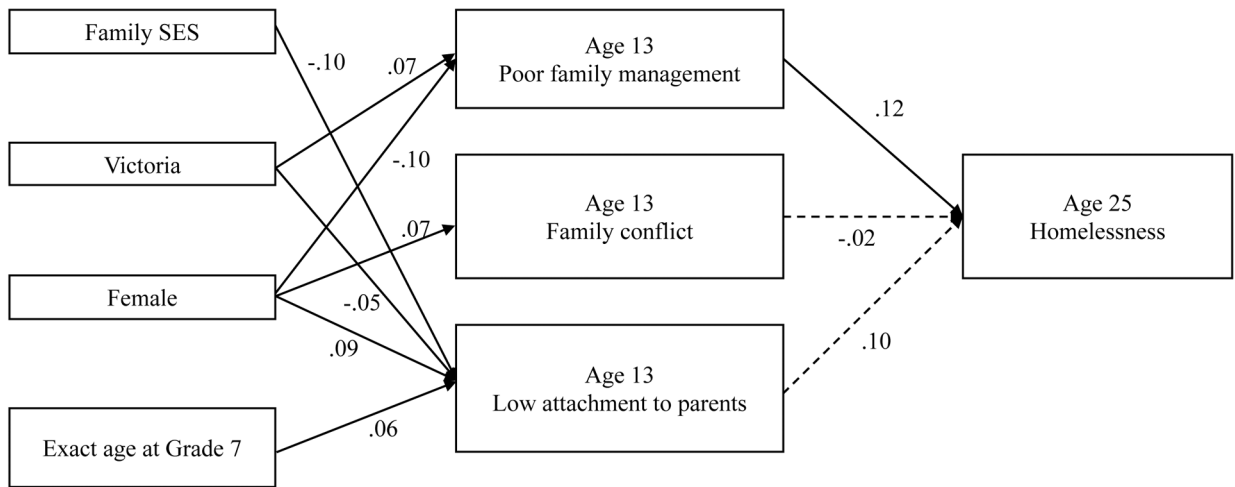 Family SES
Victoria
Female
Exact age at Grade 7
-.10
.07
-.10
.07
-.05
.09
.06
Age 13
Poor family management
Age 13
Family conflict
Age 13
Low attachment to parents
.12
-.02
.10
Age 25
Homelessness